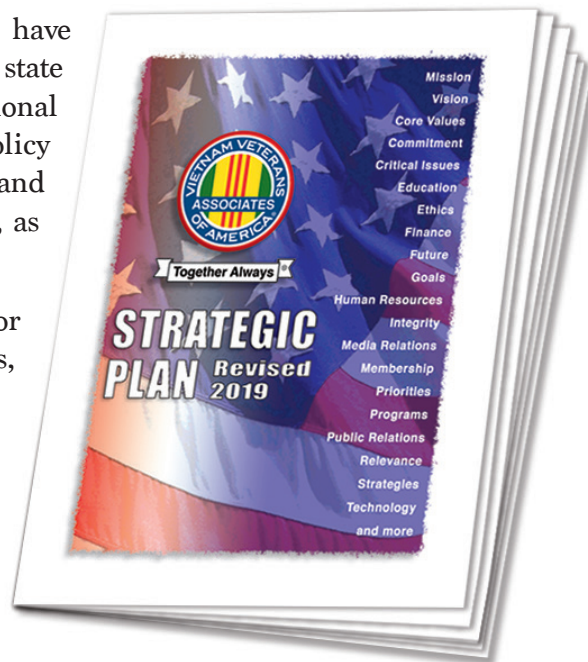 have
state
ional
olicy
and
, as
or
s,
VIETNAM VETERANS
ASSOCIATES
OF AMERICA
Together Always ®
STRATEGIC
PLAN Revised
2019
Mission
Vision
Core Values
Commitment
Critical Issues
Education
Ethics
Finance
Future
Goals
Human Resources
Integrity
Media Relations
Membership
Priorities
Programs
Public Relations
Relevance
Strategies
Technology
and more